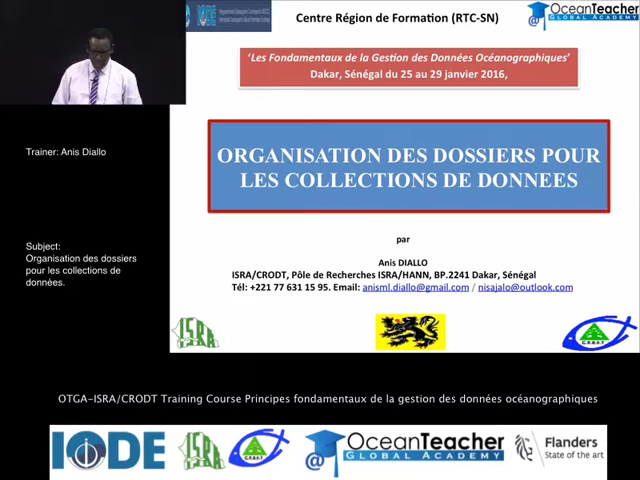 IODE
Centre Région de Formation (RTC-SN)
OceanTeacher
GLOBAL ACADEMY
'Les Fondamentaux de la Gestion des Données Océanographiques'
Dakar, Sénégal du 25 au 29 janvier 2016,
Trainer: Anis Diallo
ORGANISATION DES DOSSIERS POUR
LES COLLECTIONS DE DONNEES
par
Subject:
Organisation des dossiers
pour les collections de
données.
Anis DIALLO
ISRA/CRODT, Pôle de Recherches ISRA/HANN, BP.2241 Dakar, Sénégal
Tél: +221 77 631 15 95. Email: anisml.diallo@gmail.com / nisajalo@outlook.com
ISRA
OTGA-ISRA/CRODT Training Course Principes fondamentaux de la gestion des données océanographiques
IODE
ISRA
@
OceanTeacher
GLOBAL ACADEMY
Flanders
State of the art